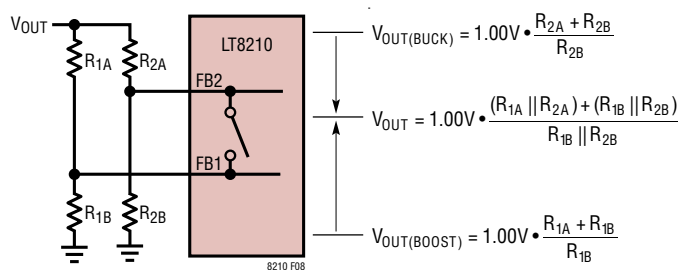 VOUT
R1A
R2A
R1B
R2B
LT8210
FB2
FB1
8210 F08
VOUT(BUCK) = 1.00V • (R2A + R2B) / R2B
VOUT = 1.00V • ((R1A || R2A) + (R1B || R2B)) / (R1B || R2B)
VOUT(BOOST) = 1.00V • (R1A + R1B) / R1B